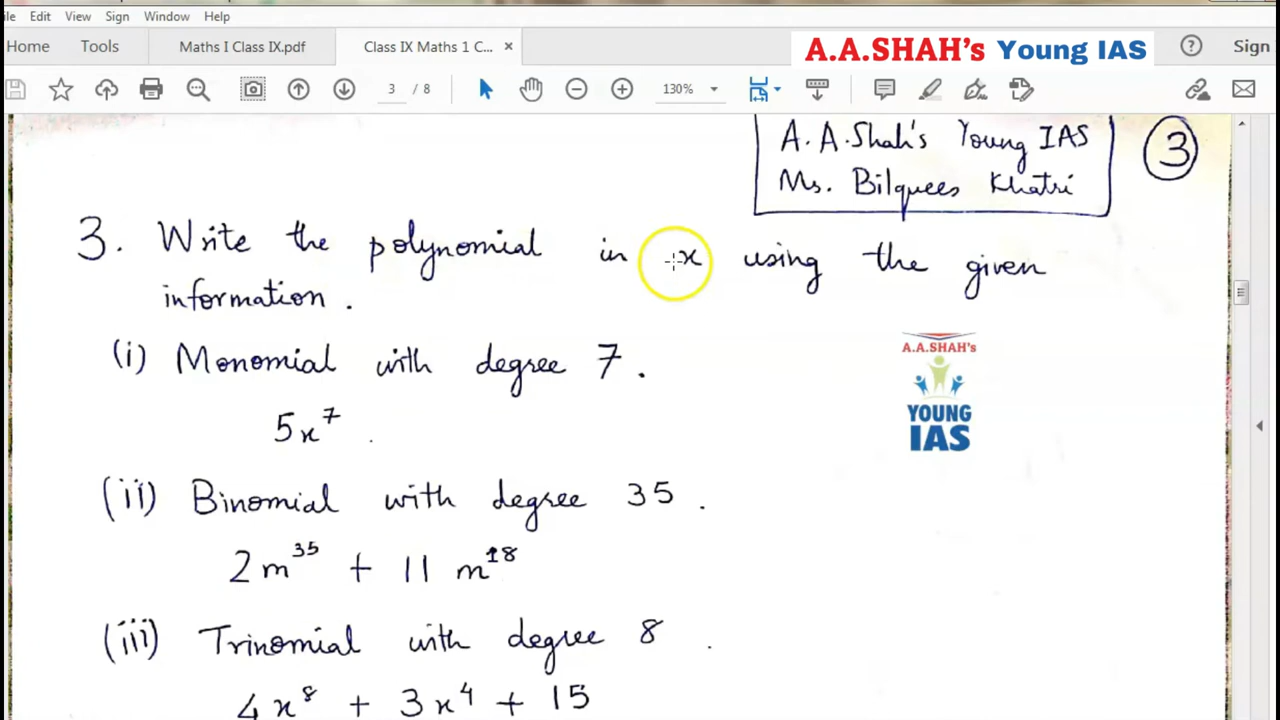 ile Edit View Sign Window Help
Home Tools Maths I Class IX.pdf Class IX Maths 1 C... × A.A.SHAH's Young IAS ? Sign
3 / 8 130%
A. A. Shah's Young IAS
Ms. Bilquees Khatri
3
3. Write the polynomial in x using the given
information.
(i) Monomial with degree 7.
5x⁷.
A.A.SHAH's
YOUNG
IAS
(ii) Binomial with degree 35.
2m³⁵ + 11 m¹⁸
(iii) Trinomial with degree 8.
4x⁸ + 3x⁴ + 15